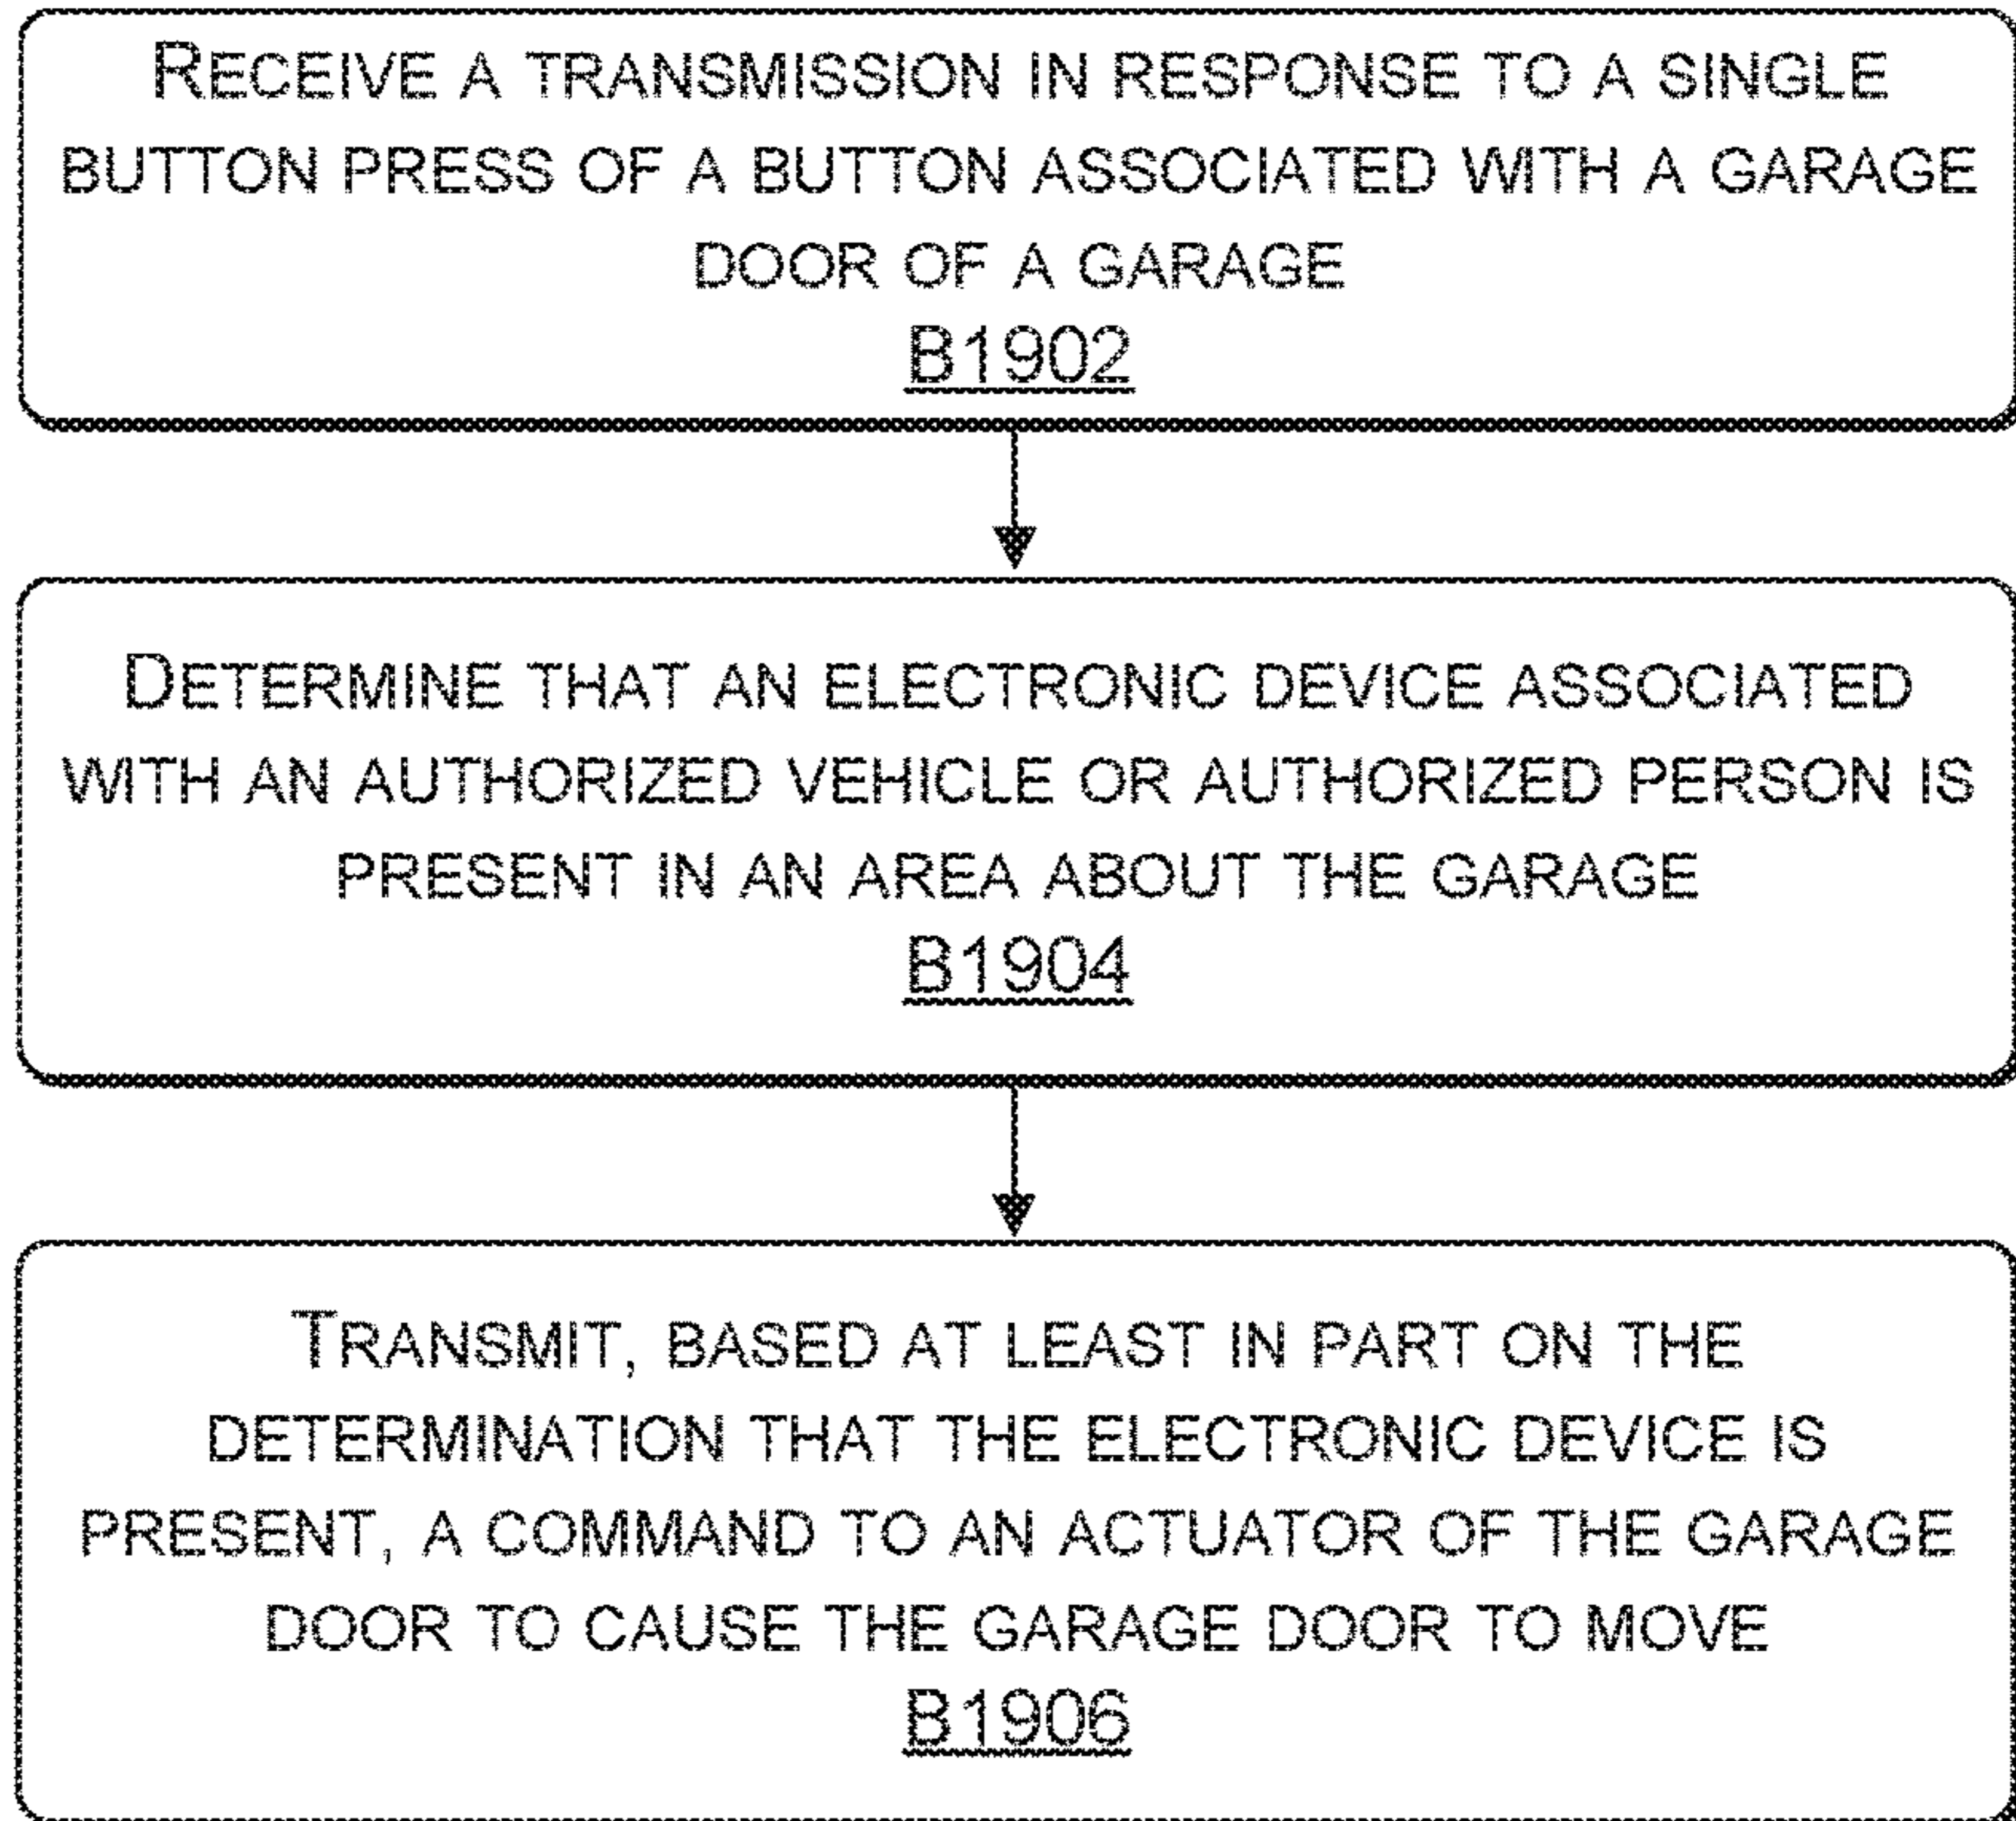 RECEIVE A TRANSMISSION IN RESPONSE TO A SINGLE
BUTTON PRESS OF A BUTTON ASSOCIATED WITH A GARAGE
DOOR OF A GARAGE
B1902
DETERMINE THAT AN ELECTRONIC DEVICE ASSOCIATED
WITH AN AUTHORIZED VEHICLE OR AUTHORIZED PERSON IS
PRESENT IN AN AREA ABOUT THE GARAGE
B1904
TRANSMIT, BASED AT LEAST IN PART ON THE
DETERMINATION THAT THE ELECTRONIC DEVICE IS
PRESENT, A COMMAND TO AN ACTUATOR OF THE GARAGE
DOOR TO CAUSE THE GARAGE DOOR TO MOVE
B1906